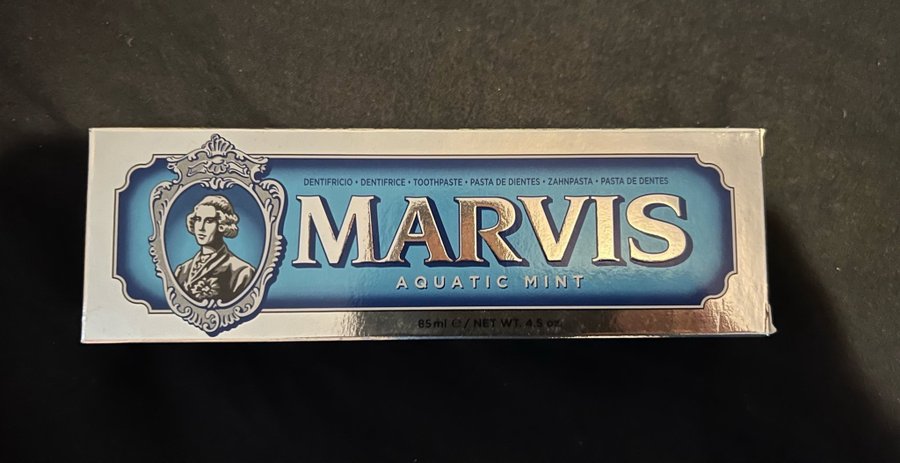 DENTIFRICIO • DENTIFRICE • TOOTHPASTE • PASTA DE DIENTES • ZAHNPASTA • PASTA DE DENTES
MARVIS
AQUATIC MINT
85 ml ℮ / NET WT. 4.5 oz.